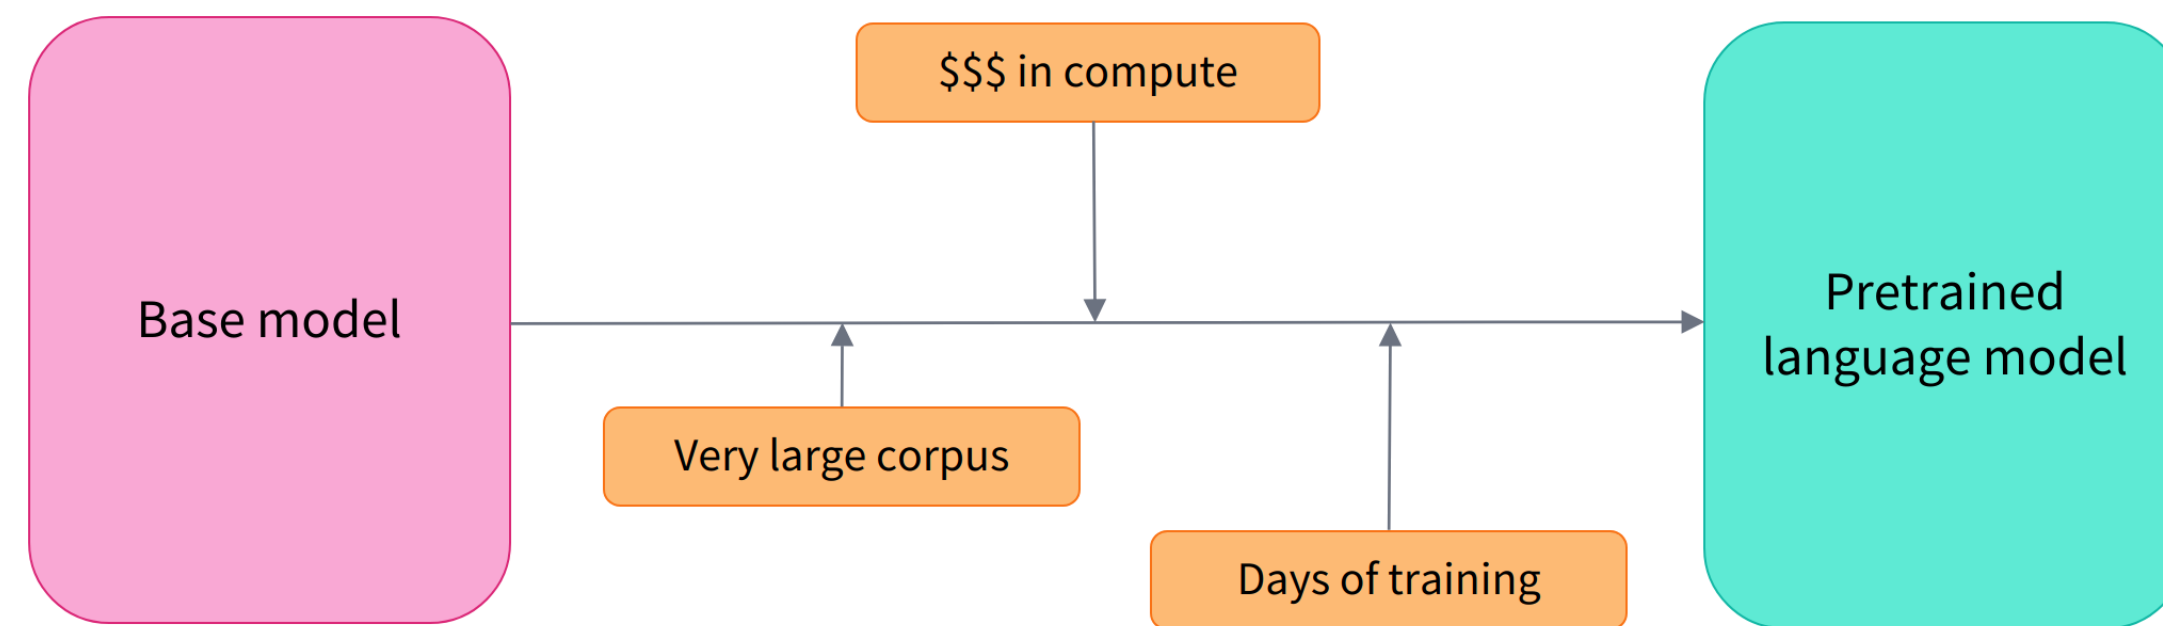 $$$ in compute
Base model
Pretrained
language model
Very large corpus
Days of training